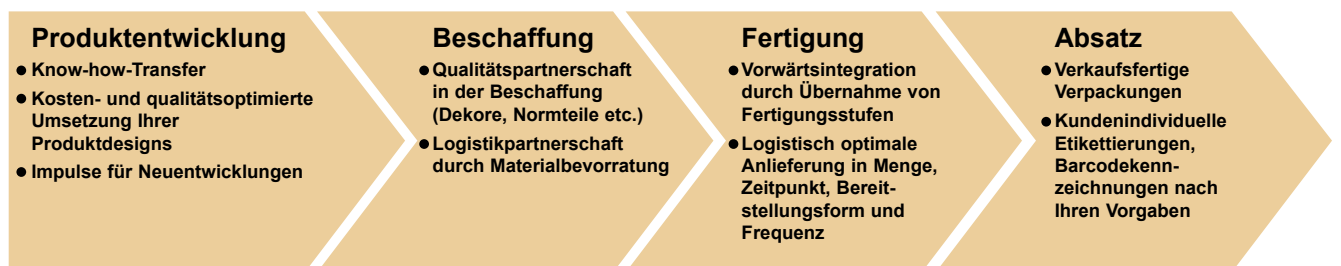 Produktentwicklung
● Know-how-Transfer
● Kosten- und qualitätsoptimierte
Umsetzung Ihrer
Produktdesigns
● Impulse für Neuentwicklungen
Beschaffung
● Qualitätspartnerschaft
in der Beschaffung
(Dekore, Normteile etc.)
● Logistikpartnerschaft
durch Materialbevorratung
Fertigung
● Vorwärtsintegration
durch Übernahme von
Fertigungsstufen
● Logistisch optimale
Anlieferung in Menge,
Zeitpunkt, Bereit-
stellungsform und
Frequenz
Absatz
● Verkaufsfertige
Verpackungen
● Kundenindividuelle
Etikettierungen,
Barcodekenn-
zeichnungen nach
Ihren Vorgaben